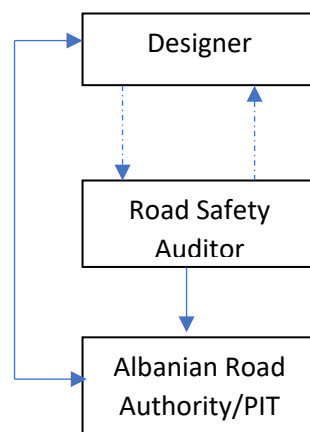 Designer
Road Safety
Auditor
Albanian Road
Authority/PIT